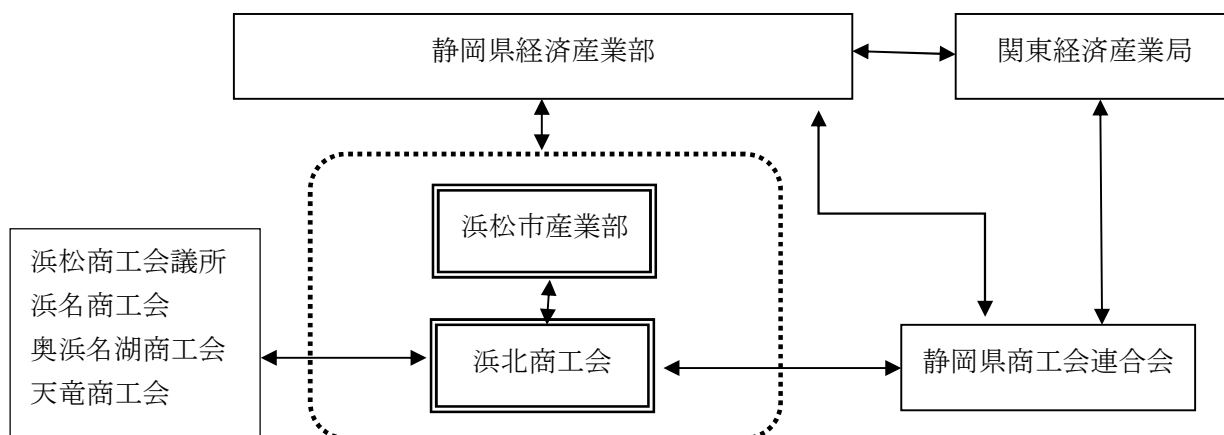 静岡県経済産業部
関東経済産業局
浜松市産業部
浜松商工会議所
浜名商工会
奥浜名湖商工会
天竜商工会
浜北商工会
静岡県商工会連合会